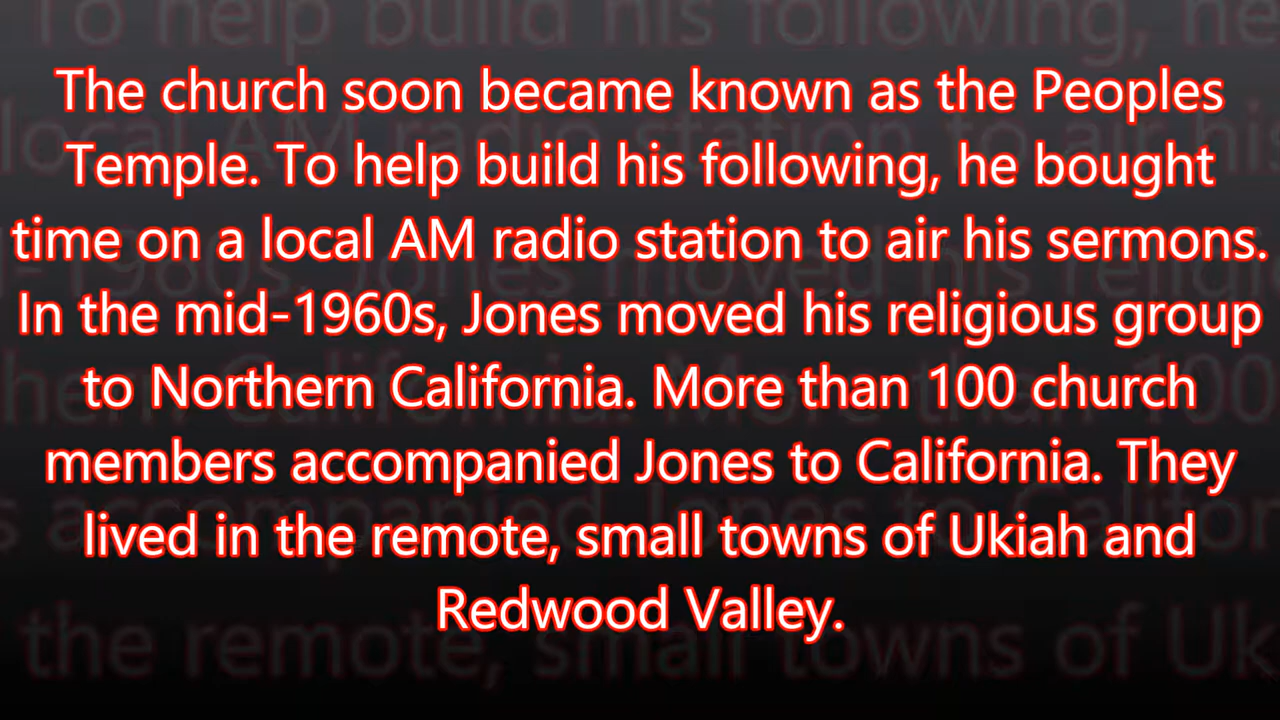 The church soon became known as the Peoples
Temple. To help build his following, he bought
time on a local AM radio station to air his sermons.
In the mid-1960s, Jones moved his religious group
to Northern California. More than 100 church
members accompanied Jones to California. They
lived in the remote, small towns of Ukiah and
Redwood Valley.